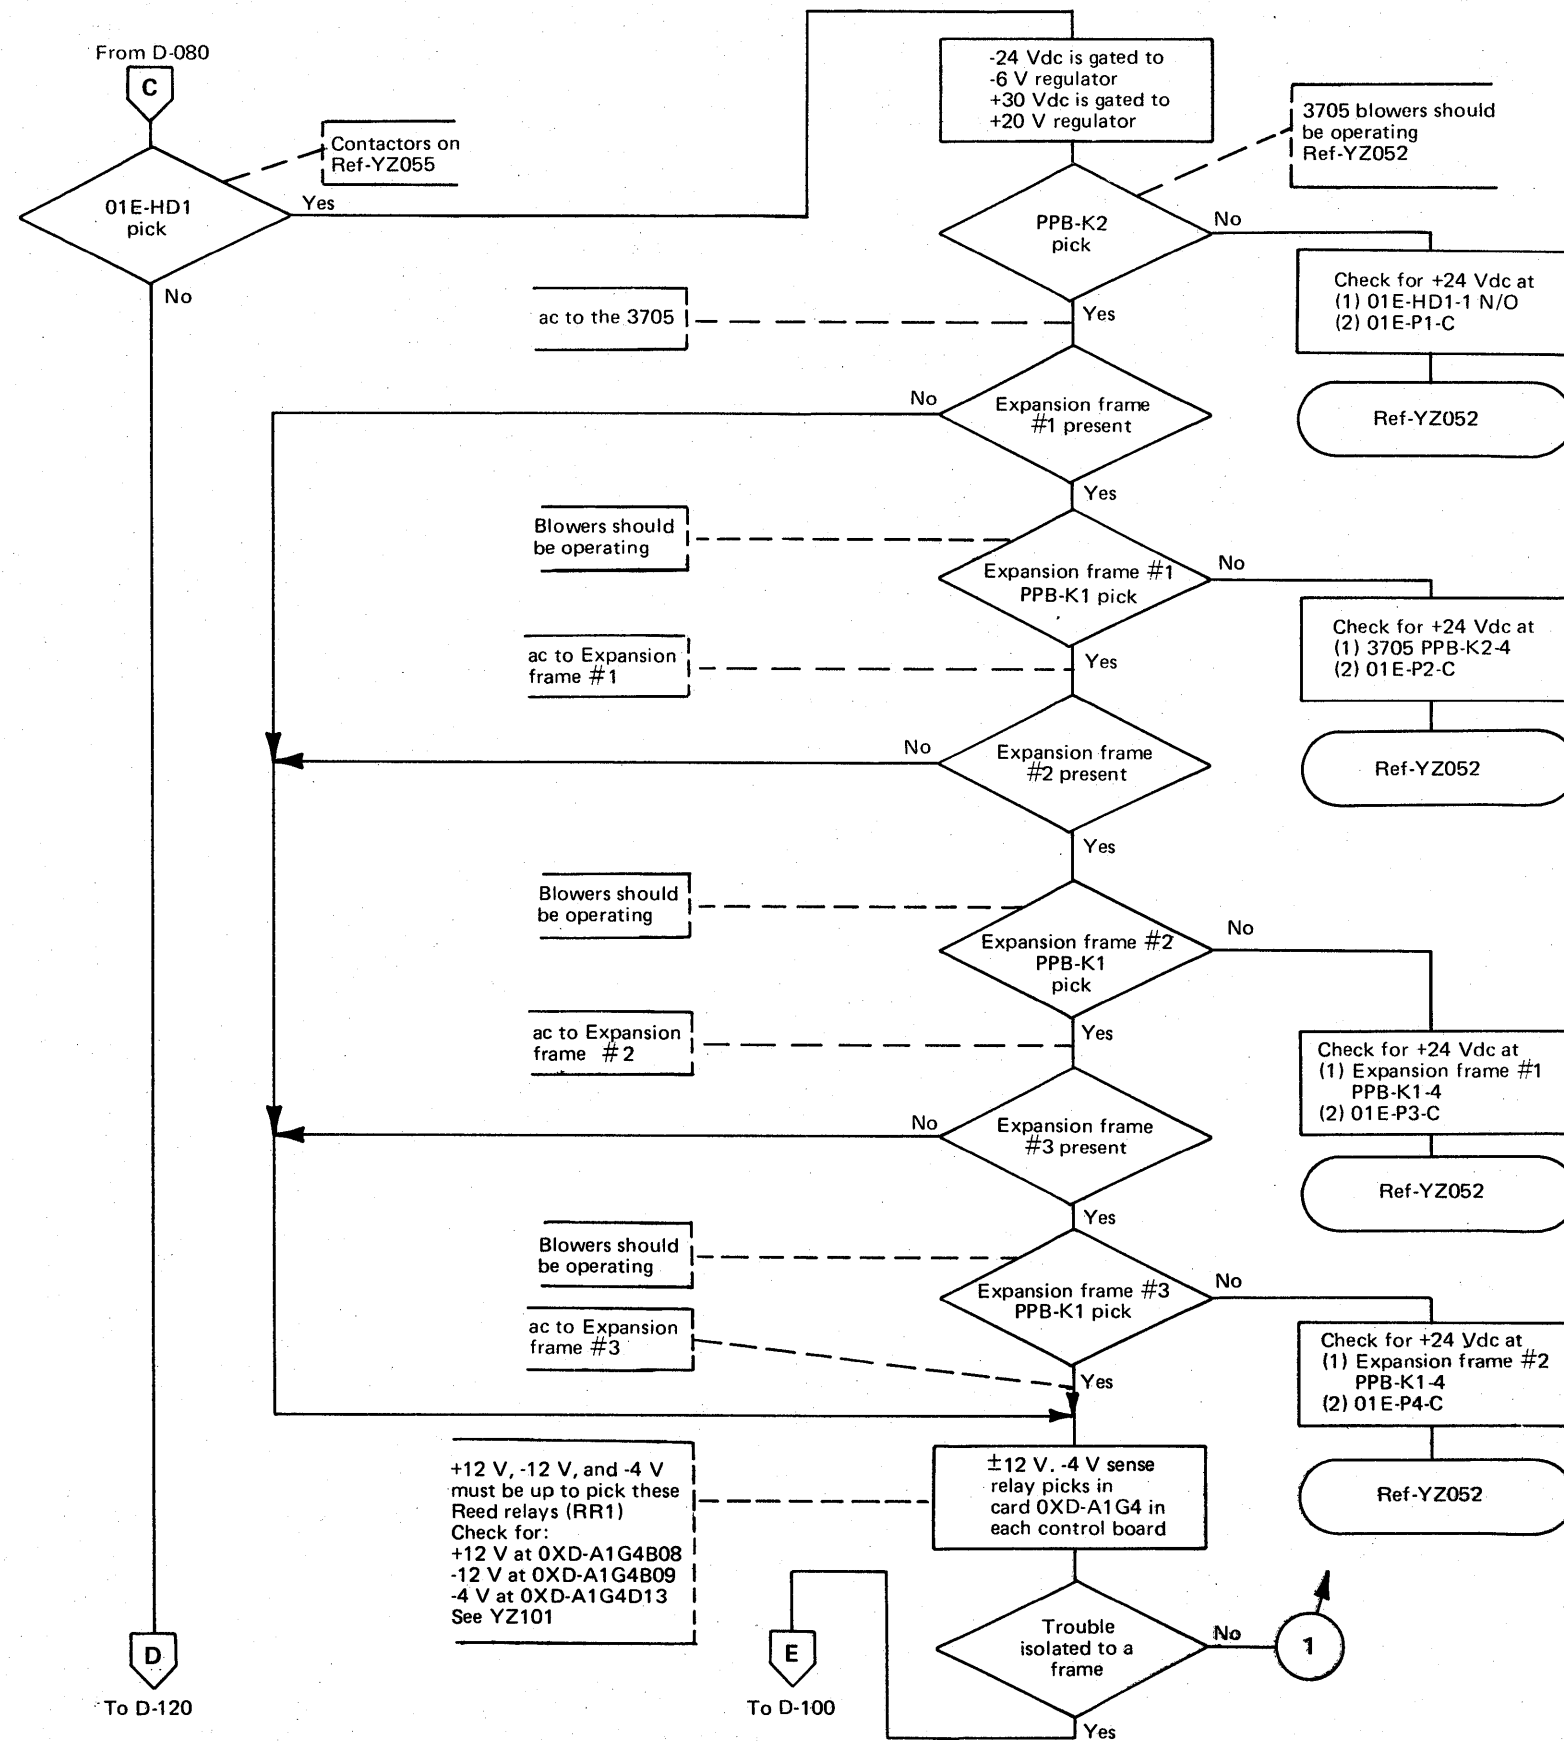 From D-080
C
01E-HD1
pick
Contactors on
Ref-YZ055
Yes
No
-24 Vdc is gated to
-6 V regulator
+30 Vdc is gated to
+20 V regulator
3705 blowers should
be operating
Ref-YZ052
PPB-K2
pick
No
Check for +24 Vdc at
(1) 01E-HD1-1 N/O
(2) 01E-P1-C
Ref-YZ052
Yes
ac to the 3705
Expansion frame
#1 present
No
Yes
Blowers should
be operating
Expansion frame #1
PPB-K1 pick
No
Check for +24 Vdc at
(1) 3705 PPB-K2-4
(2) 01E-P2-C
Ref-YZ052
Yes
ac to Expansion
frame #1
Expansion frame
#2 present
No
Yes
Blowers should
be operating
Expansion frame #2
PPB-K1
pick
No
Check for +24 Vdc at
(1) Expansion frame #1
PPB-K1-4
(2) 01E-P3-C
Ref-YZ052
Yes
ac to Expansion
frame #2
Expansion frame
#3 present
No
Yes
Blowers should
be operating
Expansion frame #3
PPB-K1 pick
No
Check for +24 Vdc at
(1) Expansion frame #2
PPB-K1-4
(2) 01E-P4-C
Ref-YZ052
ac to Expansion
frame #3
Yes
+12 V, -12 V, and -4 V
must be up to pick these
Reed relays (RR1)
Check for:
+12 V at 0XD-A1G4B08
-12 V at 0XD-A1G4B09
-4 V at 0XD-A1G4D13
See YZ101
±12 V. -4 V sense
relay picks in
card 0XD-A1G4 in
each control board
Trouble
isolated to a
frame
No
1
Yes
E
To D-100
D
To D-120